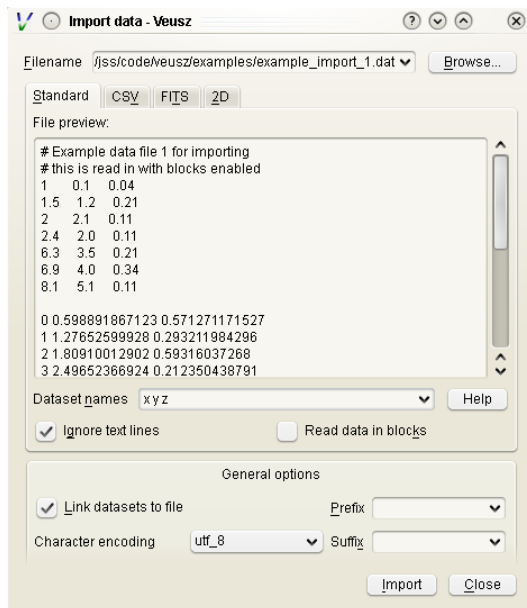 Import data - Veusz
Filename /jss/code/veusz/examples/example_import_1.dat Browse...
Standard CSV FITS 2D
File preview:
# Example data file 1 for importing
# this is read in with blocks enabled
1 0.1 0.04
1.5 1.2 0.21
2 2.1 0.11
2.4 2.0 0.11
6.3 3.5 0.21
6.9 4.0 0.34
8.1 5.1 0.11
0 0.598891867123 0.571271171527
1 1.27652599928 0.293211984296
2 1.80910012902 0.59316037268
3 2.49652366924 0.212350438791
Dataset names x y z Help
Ignore text lines Read data in blocks
General options
Link datasets to file Prefix
Character encoding utf_8 Suffix
Import Close